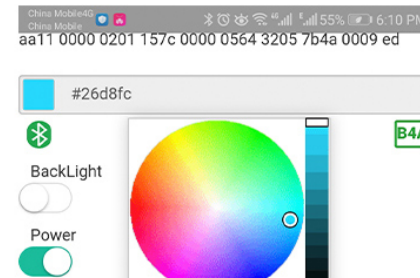 China Mobile4G
China Mobile
55% 6:10 PM
aa11 0000 0201 157c 0000 0564 3205 7b4a 0009 ed
#26d8fc
B4A
BackLight
Power